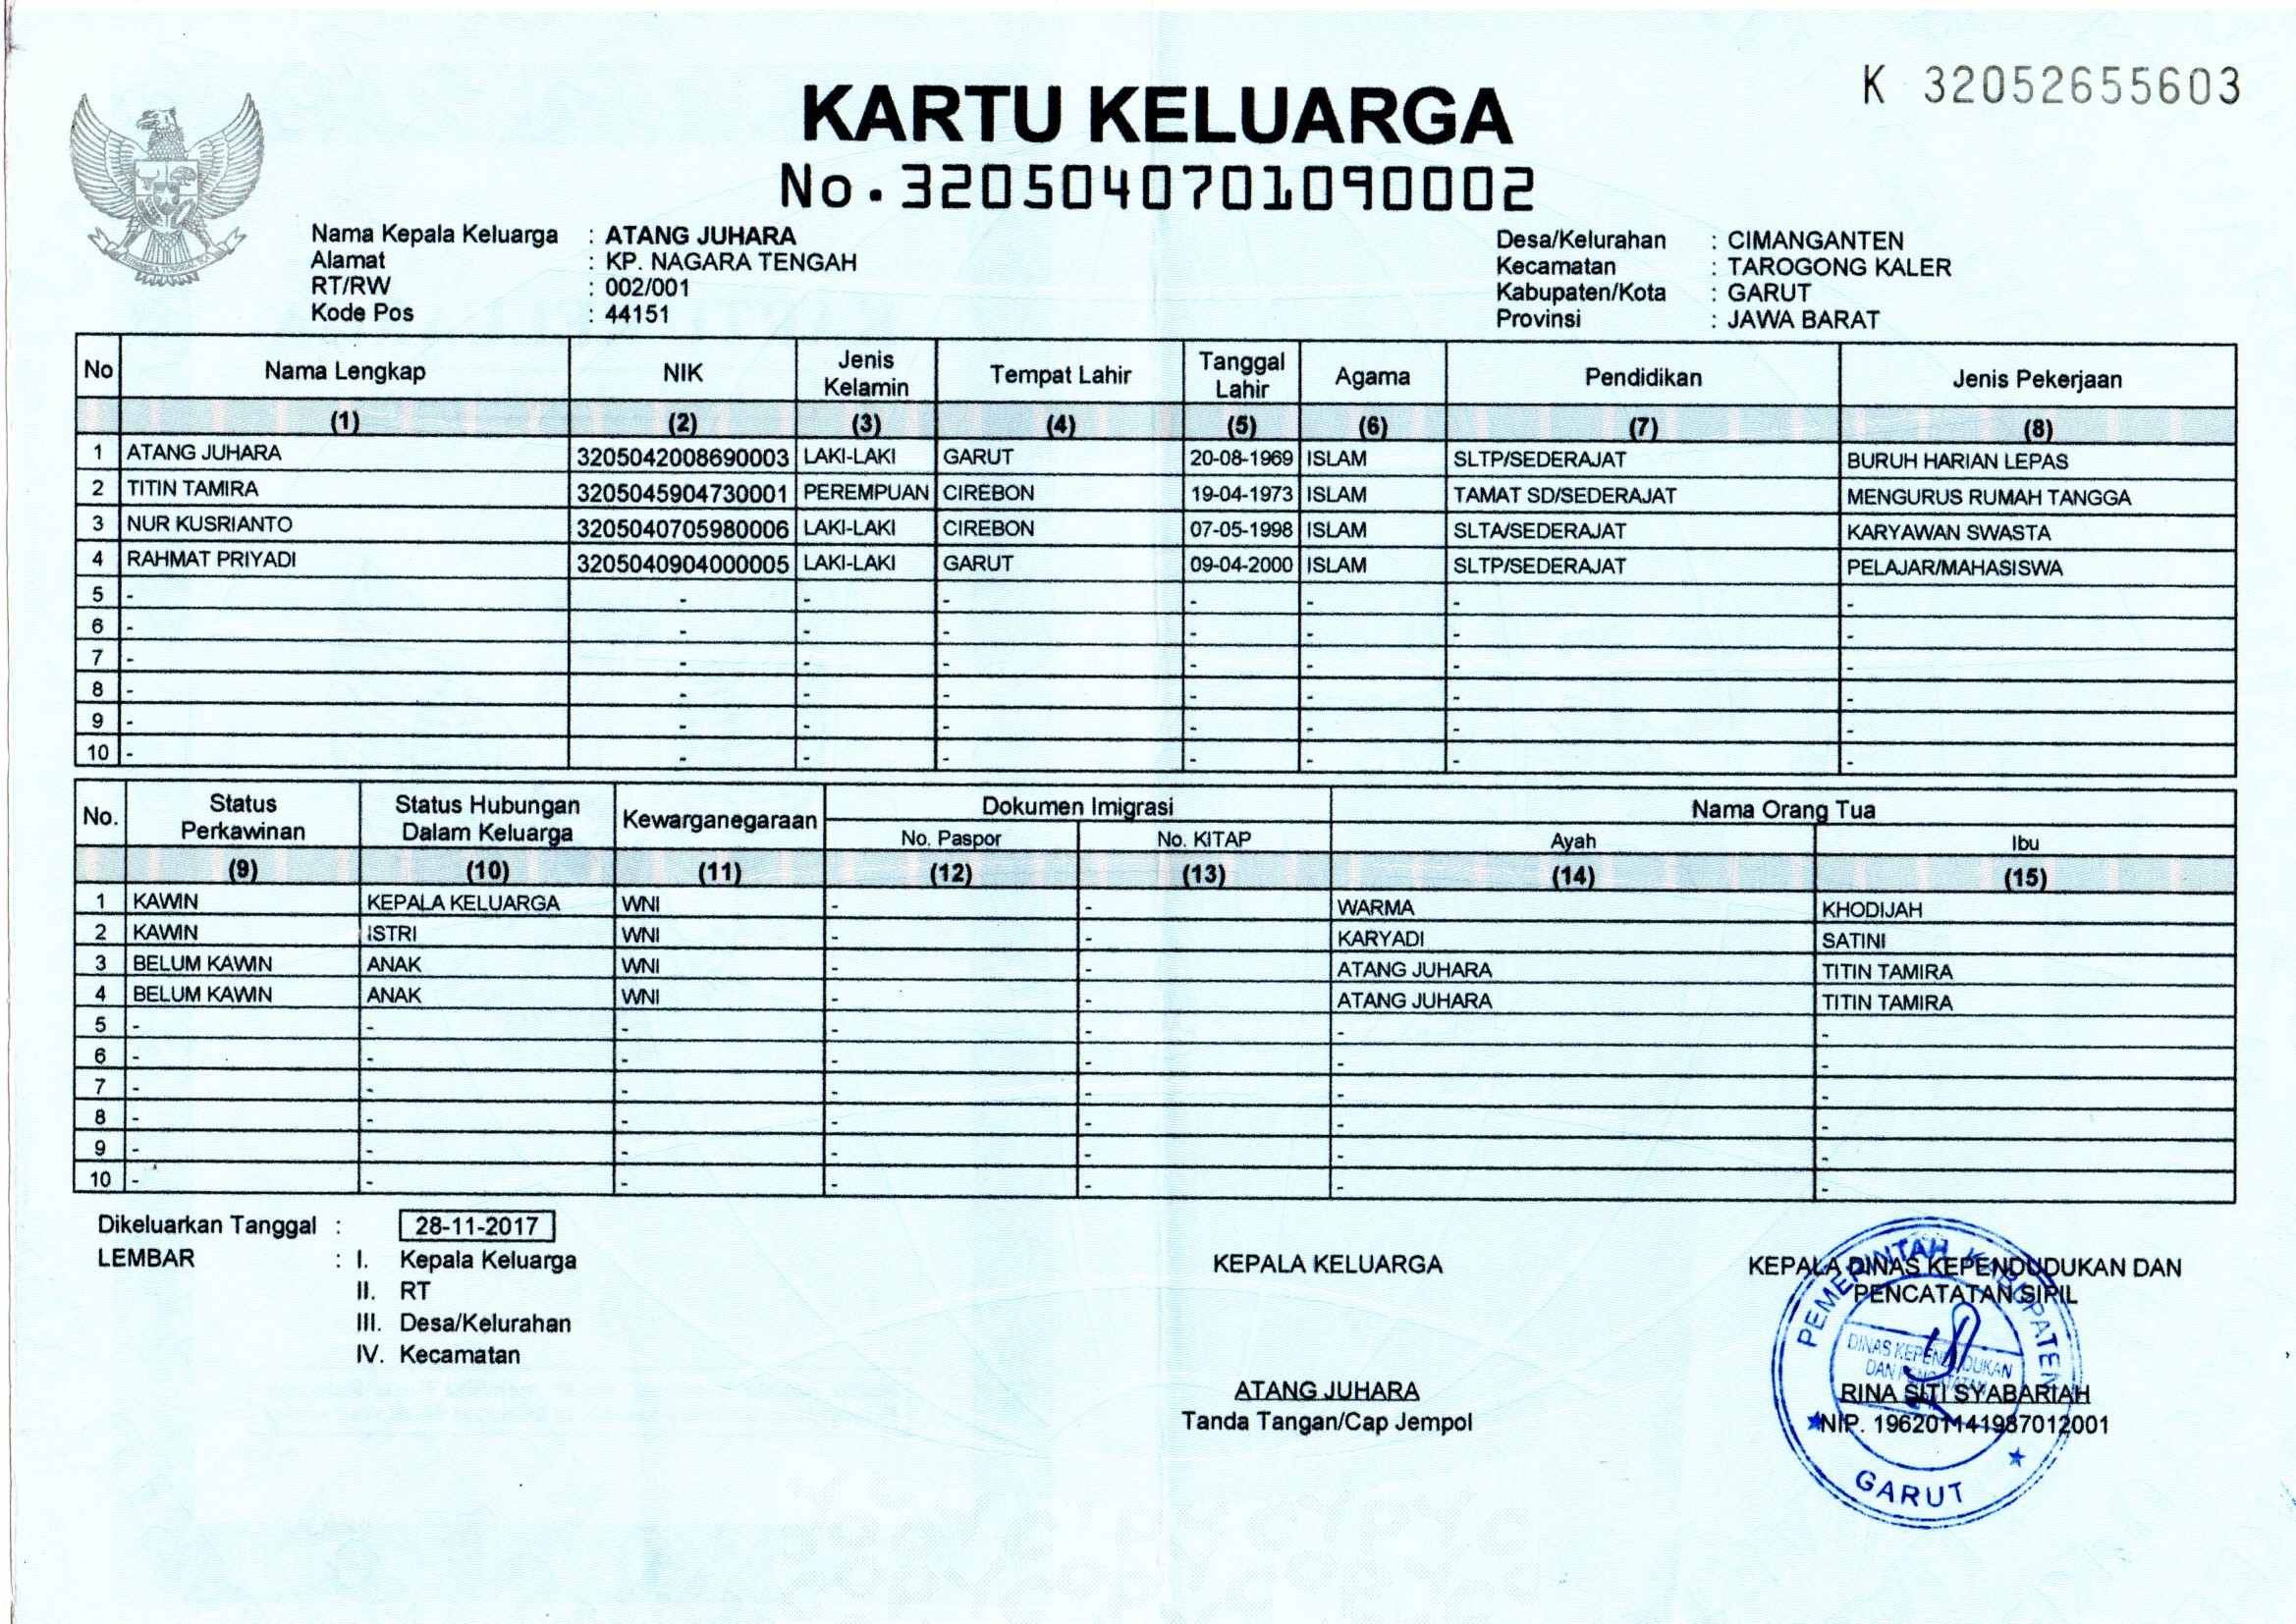 K 32052655603
KARTU KELUARGA
No.3205040701090002
Nama Kepala Keluarga : ATANG JUHARA
Alamat : KP. NAGARA TENGAH
RT/RW : 002/001
Kode Pos : 44151
Desa/Kelurahan : CIMANGANTEN
Kecamatan : TAROGONG KALER
Kabupaten/Kota : GARUT
Provinsi : JAWA BARAT
No Nama Lengkap NIK Jenis Kelamin Tempat Lahir Tanggal Lahir Agama Pendidikan Jenis Pekerjaan
(1) (2) (3) (4) (5) (6) (7) (8)
1 ATANG JUHARA 3205042008690003 LAKI-LAKI GARUT 20-08-1969 ISLAM SLTP/SEDERAJAT BURUH HARIAN LEPAS
2 TITIN TAMIRA 3205045904730001 PEREMPUAN CIREBON 19-04-1973 ISLAM TAMAT SD/SEDERAJAT MENGURUS RUMAH TANGGA
3 NUR KUSRIANTO 3205040705980006 LAKI-LAKI CIREBON 07-05-1998 ISLAM SLTA/SEDERAJAT KARYAWAN SWASTA
4 RAHMAT PRIYADI 3205040904000005 LAKI-LAKI GARUT 09-04-2000 ISLAM SLTP/SEDERAJAT PELAJAR/MAHASISWA
5 - - - - - - - -
6 - - - - - - - -
7 - - - - - - - -
8 - - - - - - - -
9 - - - - - - - -
10 - - - - - - - -
No. Status Perkawinan Status Hubungan Dalam Keluarga Kewarganegaraan Dokumen Imigrasi Nama Orang Tua
No. Paspor No. KITAP Ayah Ibu
(9) (10) (11) (12) (13) (14) (15)
1 KAWIN KEPALA KELUARGA WNI - - WARMA KHODIJAH
2 KAWIN ISTRI WNI - - KARYADI SATINI
3 BELUM KAWIN ANAK WNI - - ATANG JUHARA TITIN TAMIRA
4 BELUM KAWIN ANAK WNI - - ATANG JUHARA TITIN TAMIRA
5 - - - - - - -
6 - - - - - - -
7 - - - - - - -
8 - - - - - - -
9 - - - - - - -
10 - - - - - - -
Dikeluarkan Tanggal : 28-11-2017
LEMBAR : I. Kepala Keluarga
II. RT
III. Desa/Kelurahan
IV. Kecamatan
KEPALA KELUARGA
ATANG JUHARA
Tanda Tangan/Cap Jempol
KEPALA DINAS KEPENDUDUKAN DAN
PENCATATAN SIPIL
PEMERINTAH KABUPATEN
DINAS KEPENDUDUKAN
DAN PENCATATAN
RINA SITI SYABARIAH
NIP. 196201141987012001
GARUT